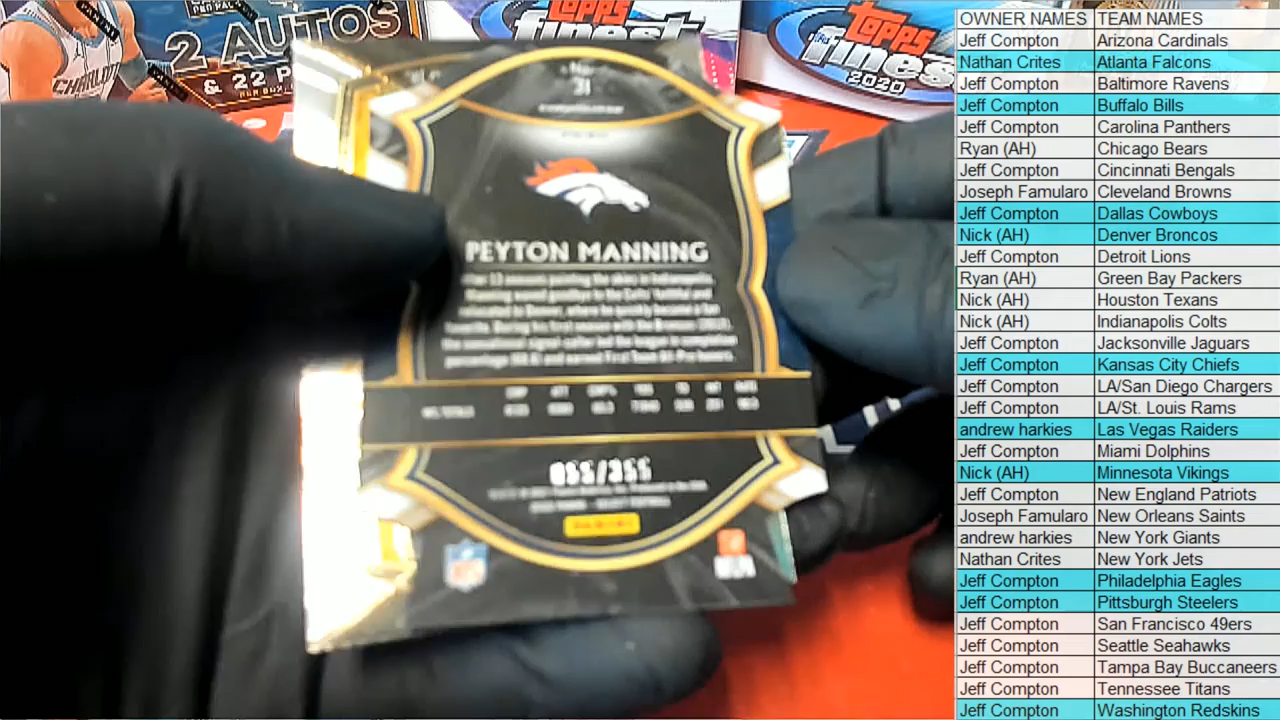 2 AUTOS
& 22 P
CHARLOT
Topps
finest
Topps
finest
2020
31
PEYTON MANNING
055/355
PANINI
NFL
OWNER NAMES TEAM NAMES
Jeff Compton Arizona Cardinals
Nathan Crites Atlanta Falcons
Jeff Compton Baltimore Ravens
Jeff Compton Buffalo Bills
Jeff Compton Carolina Panthers
Ryan (AH) Chicago Bears
Jeff Compton Cincinnati Bengals
Joseph Famularo Cleveland Browns
Jeff Compton Dallas Cowboys
Nick (AH) Denver Broncos
Jeff Compton Detroit Lions
Ryan (AH) Green Bay Packers
Nick (AH) Houston Texans
Nick (AH) Indianapolis Colts
Jeff Compton Jacksonville Jaguars
Jeff Compton Kansas City Chiefs
Jeff Compton LA/San Diego Chargers
Jeff Compton LA/St. Louis Rams
andrew harkies Las Vegas Raiders
Jeff Compton Miami Dolphins
Nick (AH) Minnesota Vikings
Jeff Compton New England Patriots
Joseph Famularo New Orleans Saints
andrew harkies New York Giants
Nathan Crites New York Jets
Jeff Compton Philadelphia Eagles
Jeff Compton Pittsburgh Steelers
Jeff Compton San Francisco 49ers
Jeff Compton Seattle Seahawks
Jeff Compton Tampa Bay Buccaneers
Jeff Compton Tennessee Titans
Jeff Compton Washington Redskins